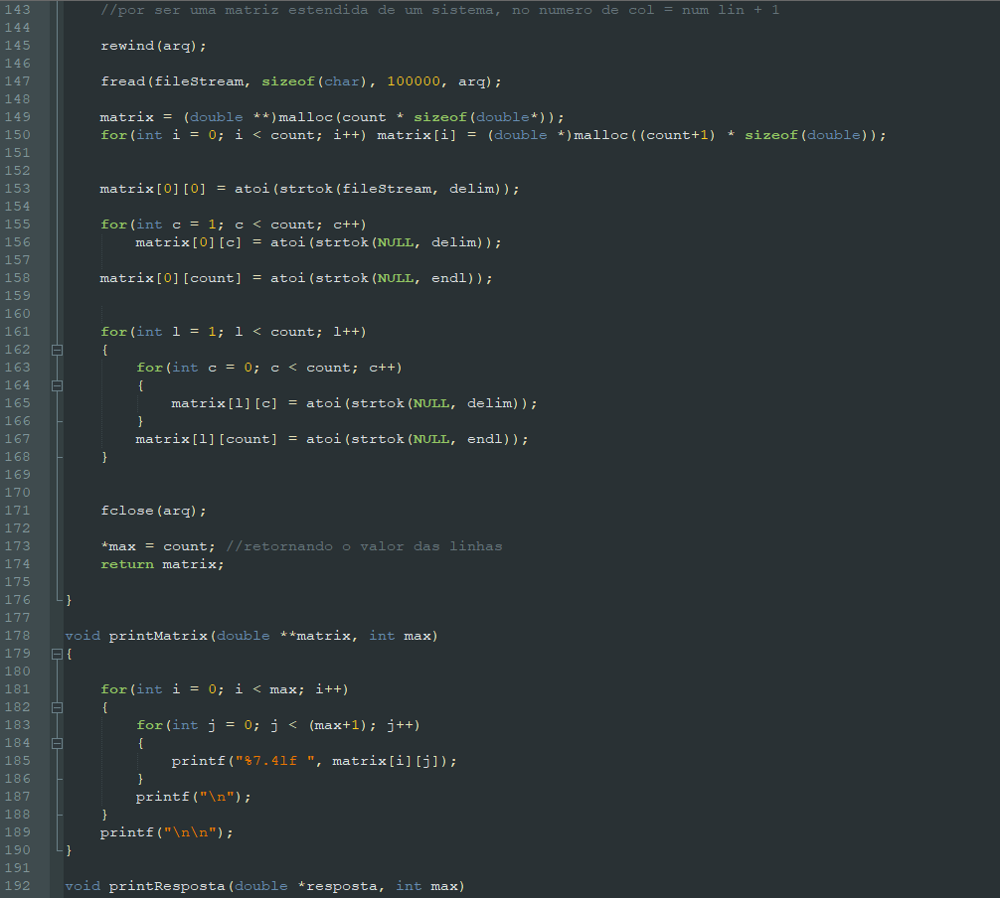 143 //por ser uma matriz estendida de um sistema, no numero de col = num lin + 1
144
145 rewind(arq);
146
147 fread(fileStream, sizeof(char), 100000, arq);
148
149 matrix = (double **)malloc(count * sizeof(double*));
150 for(int i = 0; i < count; i++) matrix[i] = (double *)malloc((count+1) * sizeof(double));
151
152
153 matrix[0][0] = atoi(strtok(fileStream, delim));
154
155 for(int c = 1; c < count; c++)
156 matrix[0][c] = atoi(strtok(NULL, delim));
157
158 matrix[0][count] = atoi(strtok(NULL, endl));
159
160
161 for(int l = 1; l < count; l++)
162 {
163 for(int c = 0; c < count; c++)
164 {
165 matrix[l][c] = atoi(strtok(NULL, delim));
166 }
167 matrix[l][count] = atoi(strtok(NULL, endl));
168 }
169
170
171 fclose(arq);
172
173 *max = count; //retornando o valor das linhas
174 return matrix;
175
176 }
177
178 void printMatrix(double **matrix, int max)
179 {
180
181 for(int i = 0; i < max; i++)
182 {
183 for(int j = 0; j < (max+1); j++)
184 {
185 printf("%7.4lf ", matrix[i][j]);
186 }
187 printf("\n");
188 }
189 printf("\n\n");
190 }
191
192 void printResposta(double *resposta, int max)